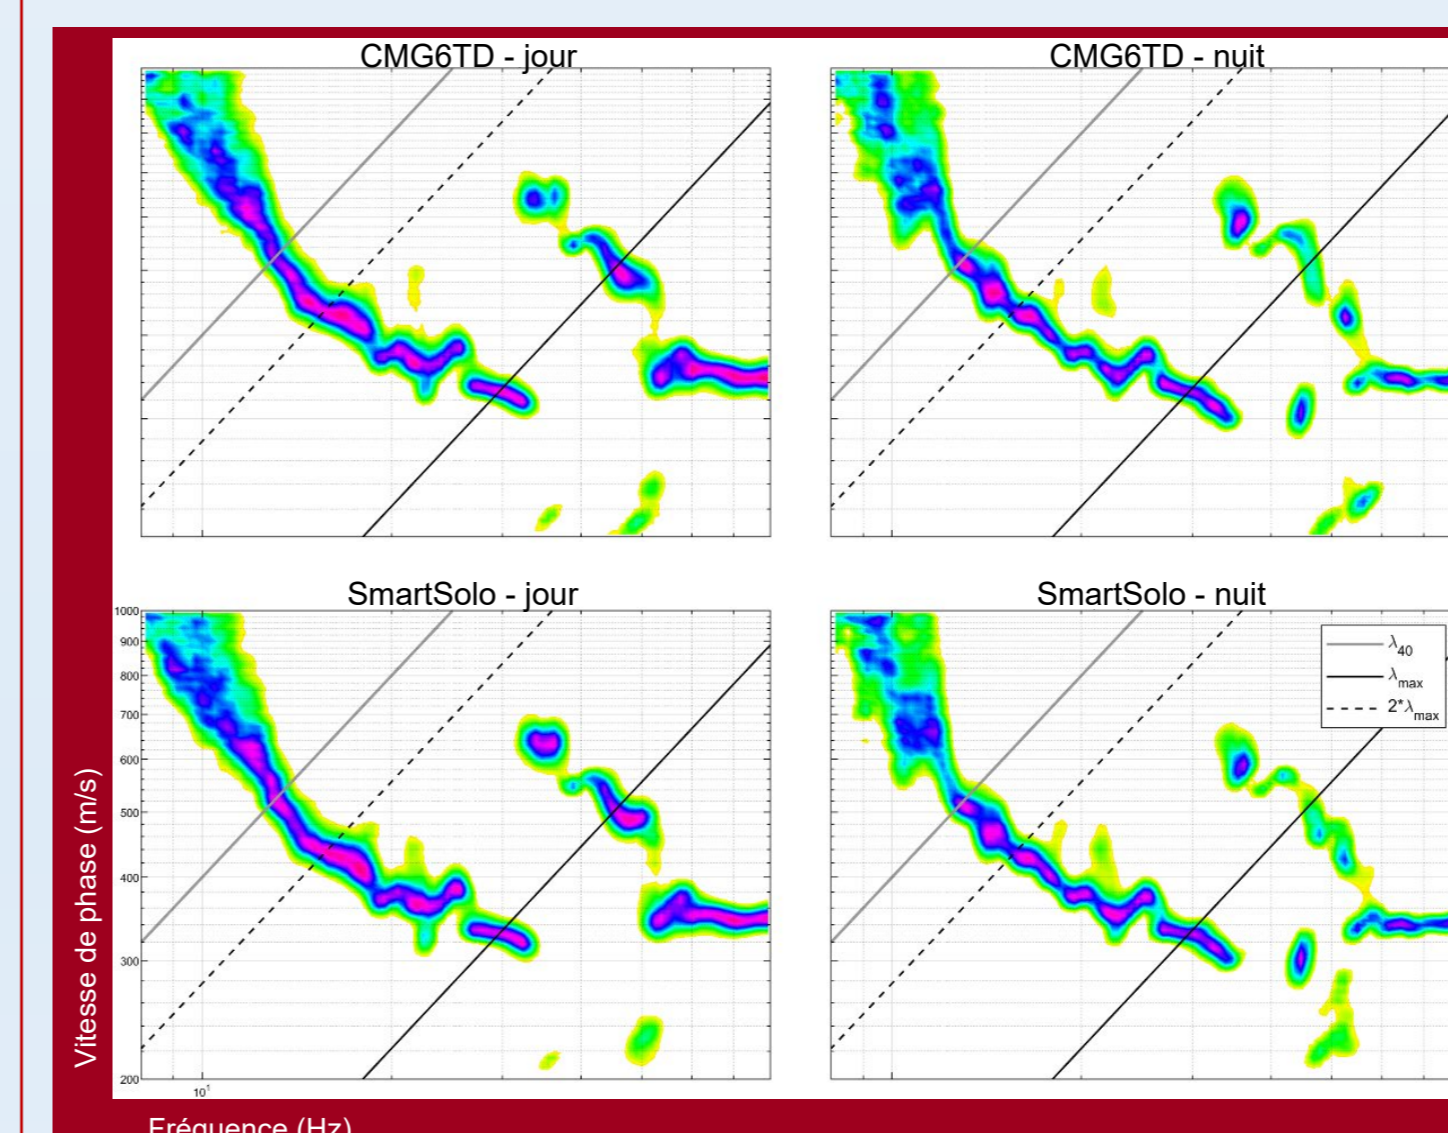 CMG6TD - jour
CMG6TD - nuit
SmartSolo - jour
SmartSolo - nuit
1000
900
800
700
600
500
400
300
200
10¹
λ40
λmax
2*λmax
Vitesse de phase (m/s)
Fréquence (Hz)